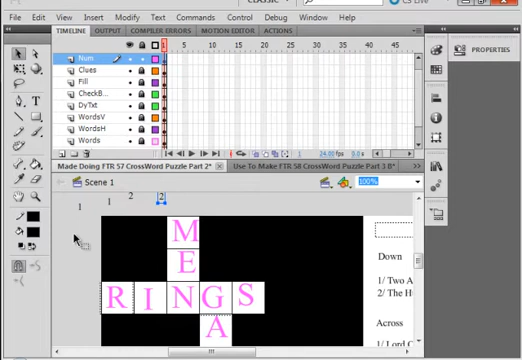 CLASSIC
CS Live
File Edit View Insert Modify Text Commands Control Debug Window Help
TIMELINE OUTPUT COMPILER ERRORS MOTION EDITOR ACTIONS
PROPERTIES
1 5 10 15 20 25 30 35 40 45
Num
Clues
Fill
CheckB...
DyTxt
WordsV
WordsH
Words
1 24.00 fps 0.0 s
Made Doing FTR 57 CrossWord Puzzle Part 2* Use To Make FTR 58 CrossWord Puzzle Part 3 8*
Scene 1 100%
1 1 2 2
M
E
R I N G S
A
Down
1/ Two A
2/ The H
Across
1/ Lord C